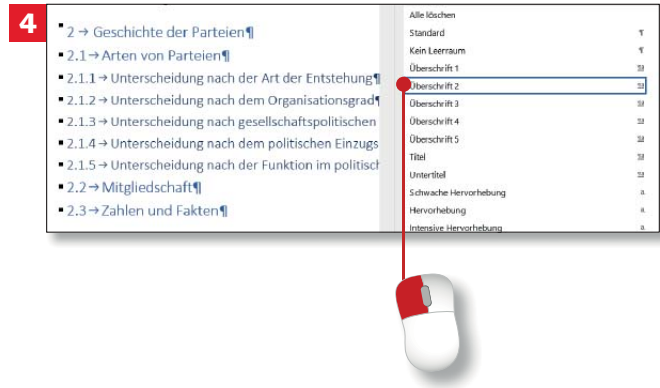 4
2 → Geschichte der Parteien¶
2.1 → Arten von Parteien¶
2.1.1 → Unterscheidung nach der Art der Entstehung¶
2.1.2 → Unterscheidung nach dem Organisationsgrad¶
2.1.3 → Unterscheidung nach gesellschaftspolitischen
2.1.4 → Unterscheidung nach dem politischen Einzugs
2.1.5 → Unterscheidung nach der Funktion im politisch
2.2 → Mitgliedschaft¶
2.3 → Zahlen und Fakten¶
Alle löschen
Standard ¶
Kein Leerraum ¶
Überschrift 1 ¶a
Überschrift 2 ¶a
Überschrift 3 ¶a
Überschrift 4 ¶a
Überschrift 5 ¶a
Titel ¶a
Untertitel ¶a
Schwache Hervorhebung a
Hervorhebung a
Intensive Hervorhebung a